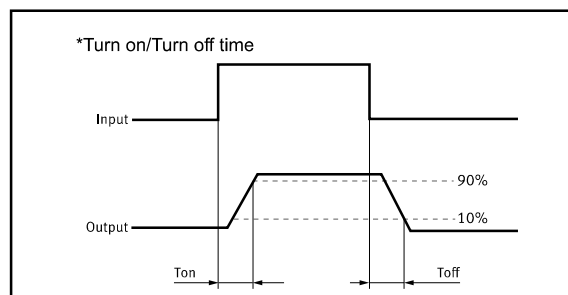 *Turn on/Turn off time
Input
90%
10%
Output
Ton
Toff